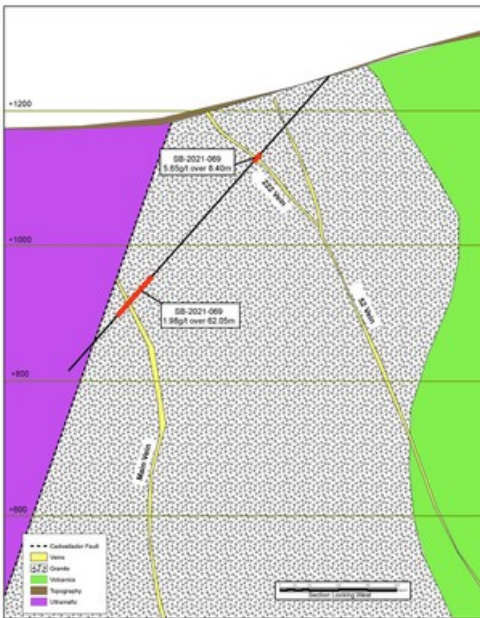 +1200
SB-2021-069
5.65g/t over 8.40m
222 Vein
+1000
52 Vein
SB-2021-069
1.98g/t over 62.05m
+800
Main Vein
+600
Cadwallader Fault
Veins
Granite
Volcanics
Topography
Ultramafic
Section Looking West